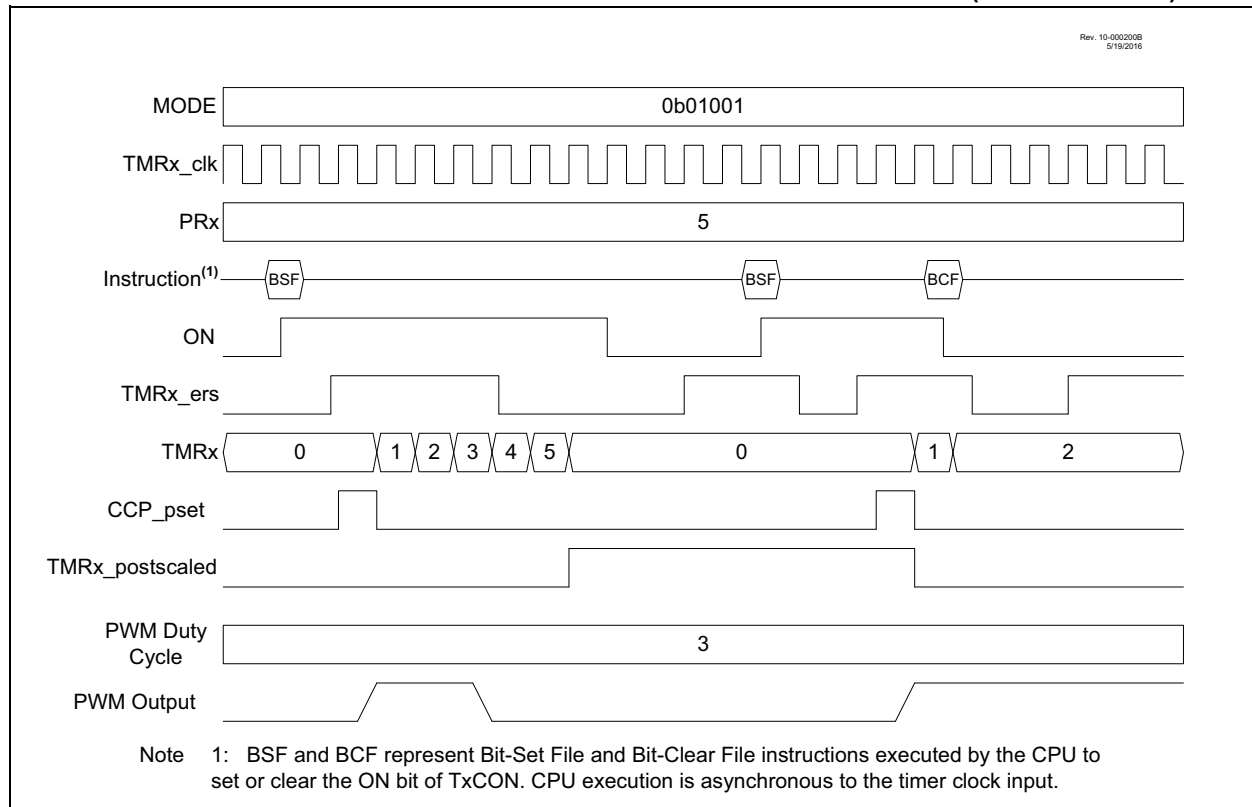 Rev. 10-000200B
5/19/2016
MODE 0b01001
TMRx_clk
PRx 5
Instruction(1) BSF BSF BCF
ON
TMRx_ers
TMRx 0 1 2 3 4 5 0 1 2
CCP_pset
TMRx_postscaled
PWM Duty
Cycle 3
PWM Output
Note 1: BSF and BCF represent Bit-Set File and Bit-Clear File instructions executed by the CPU to
set or clear the ON bit of TxCON. CPU execution is asynchronous to the timer clock input.